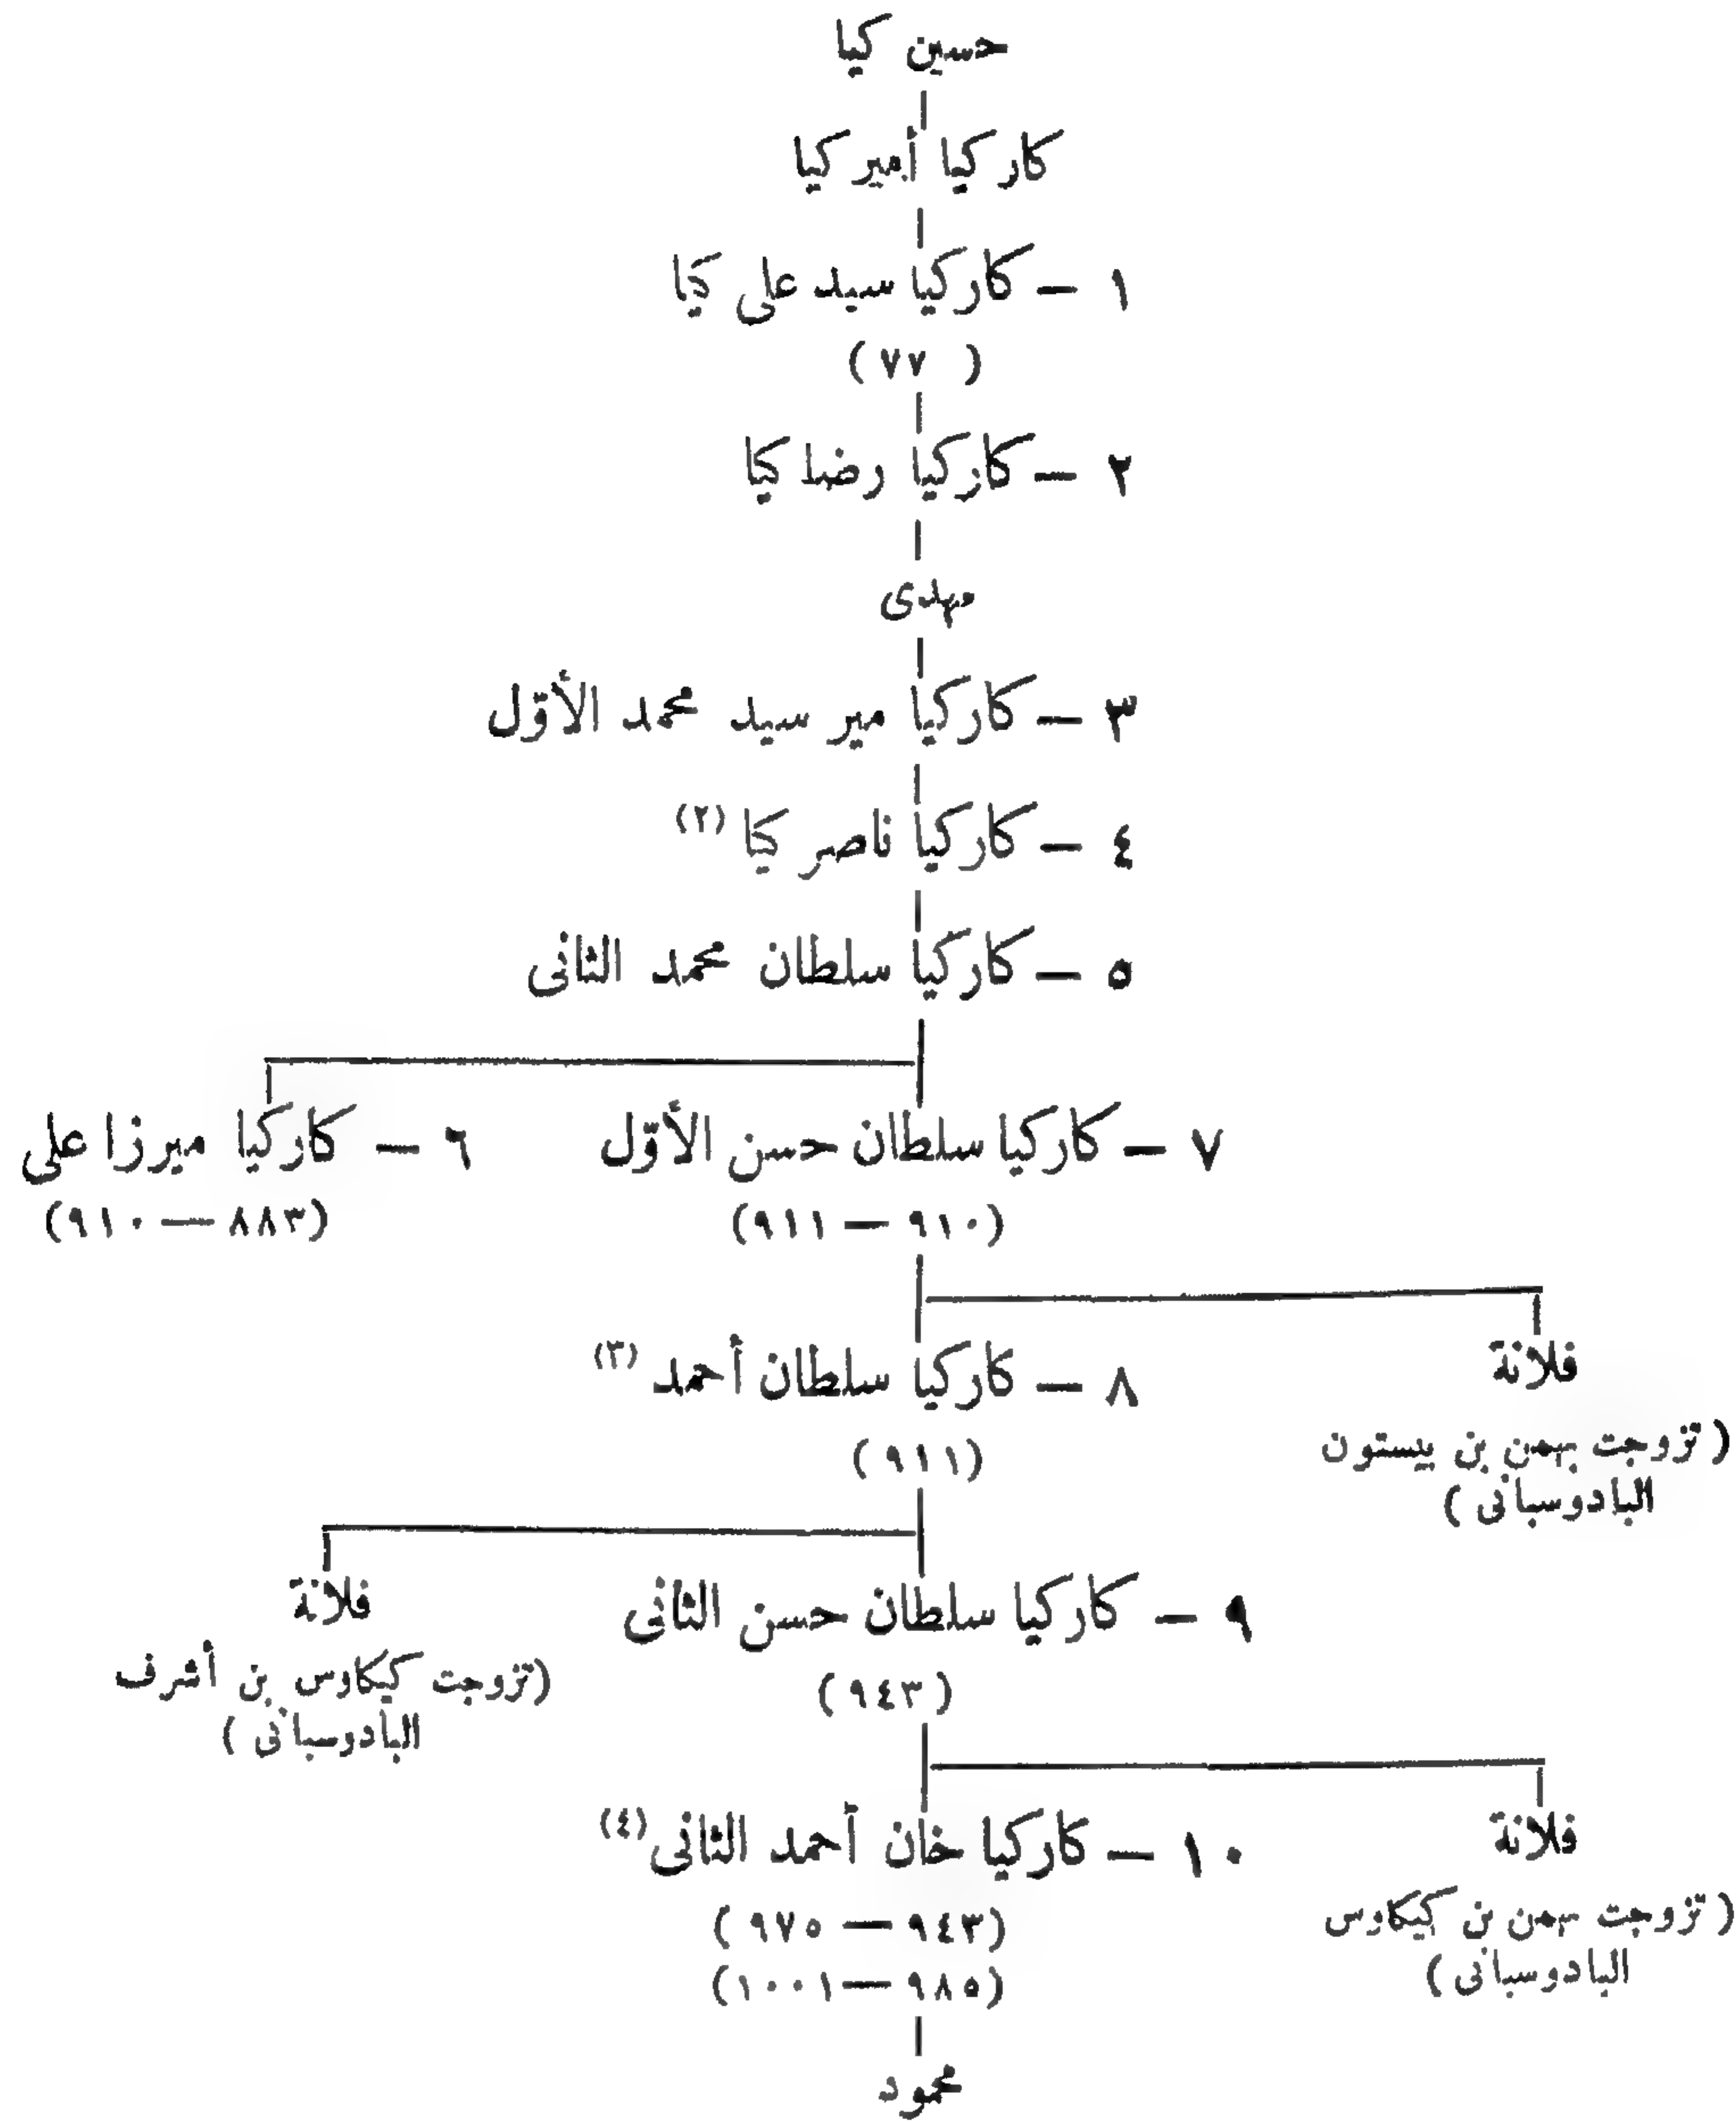 حسين كيا
كاركيا أمير كيا
١ — كاركيا سيد على كيا
( ٧٧ )
٢ — كاركيا رضا كيا
مهدى
٣ — كاركيا مير سيد محمد الأوّل
٤ — كاركيا ناصر كيا (٢)
٥ — كاركيا سلطان محمد الثانى
٧ — كاركيا سلطان حسن الأوّل
(٩١٠ — ٩١١)
٦ — كاركيا ميرزا على
(٨٨٣ — ٩١٠)
فلانة
( تزوجت بهمن بن بيستون
البادوسبانى )
٨ — كاركيا سلطان أحمد (٣)
(٩١١)
٩ — كاركيا سلطان حسن الثانى
(٩٤٣)
فلانة
(تزوجت كيكاوس بن أشرف
البادوسبانى )
فلانة
( تزوجت بهمن بن كيكاوس
البادوسبانى )
١٠ — كاركيا خان أحمد الثانى (٤)
(٩٤٣ — ٩٧٥ )
(٩٨٥ — ١٠٠١)
محمود